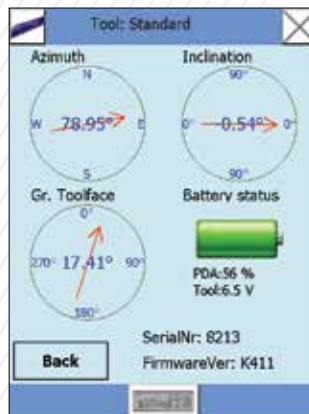 Tool: Standard
Azimuth
Inclination
N
W
78.95°
E
S
90°
0°
-0.54°
0°
90°
Gr. Toolface
Battery status
0°
270°
17.41°
90°
180°
PDA:56 %
Tool:6.5 V
SerialNr: 8213
Back
FirmwareVer: K411